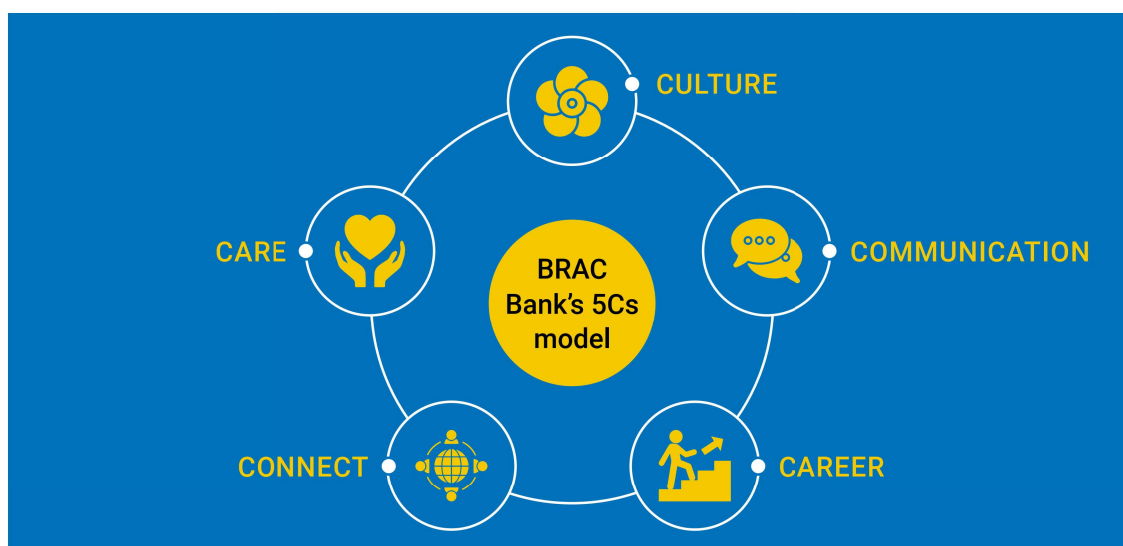 CULTURE
CARE
COMMUNICATION
BRAC
Bank's 5Cs
model
CONNECT
CAREER